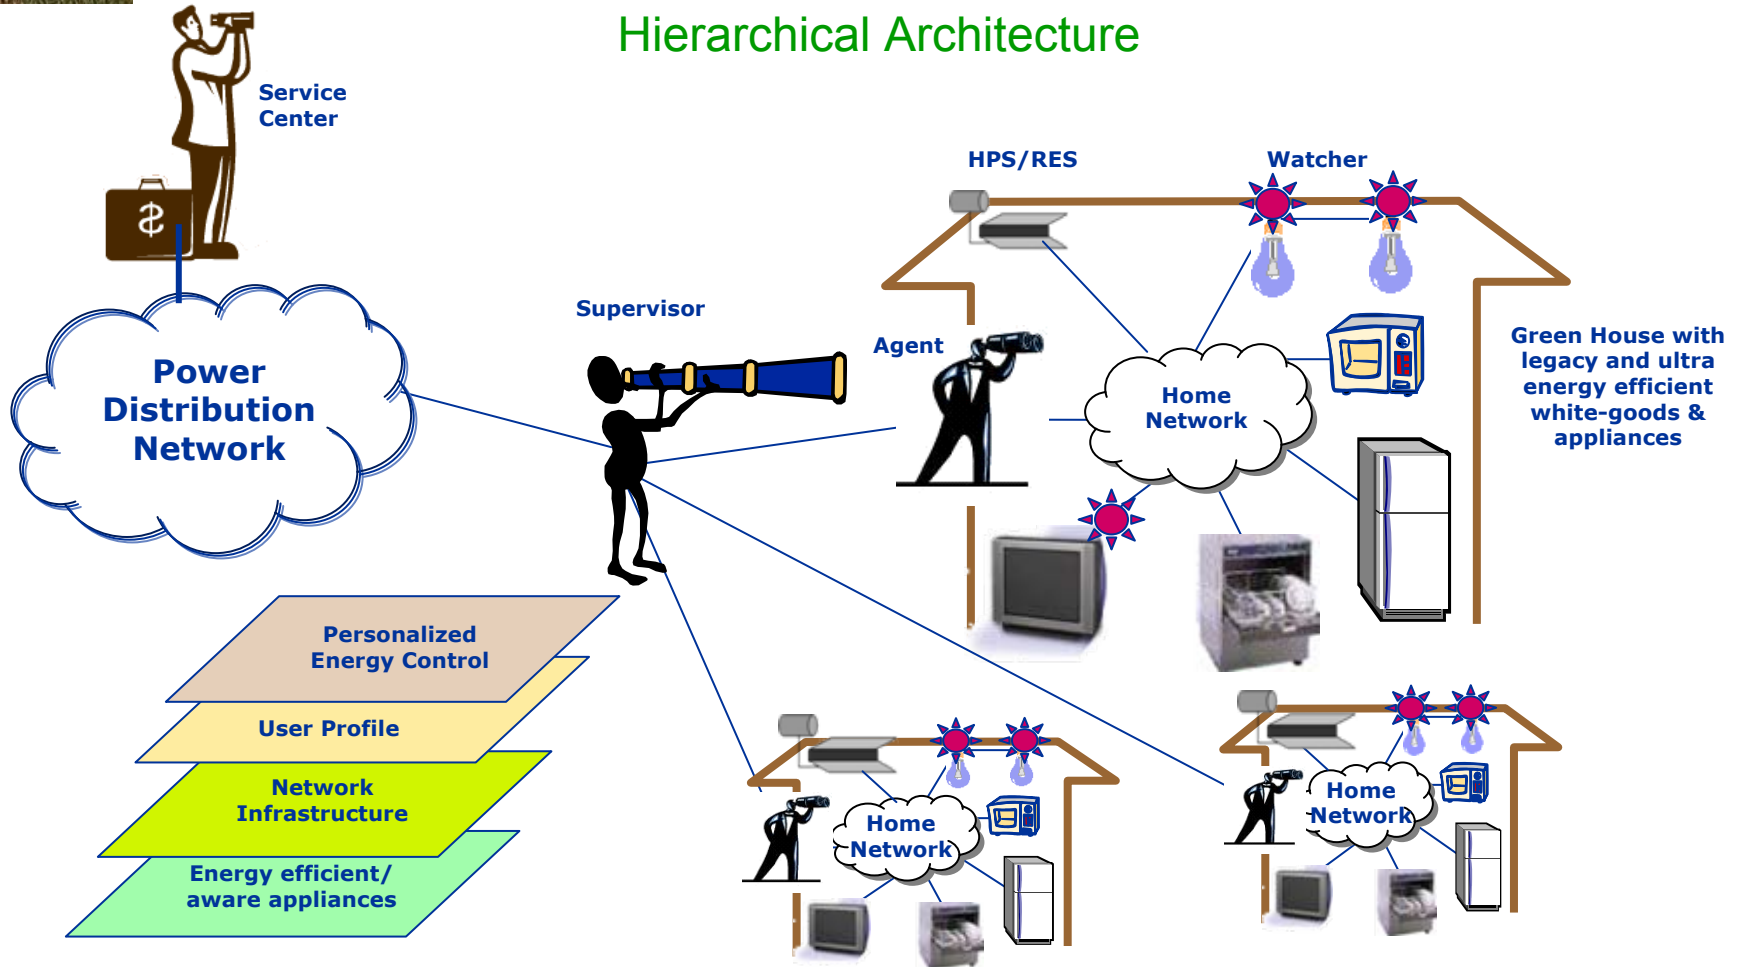 Hierarchical Architecture
Service
Center
HPS/RES
Watcher
Supervisor
Agent
Green House with
legacy and ultra
energy efficient
white-goods &
appliances
Power
Distribution
Network
Home
Network
Personalized
Energy Control
User Profile
Network
Infrastructure
Energy efficient/
aware appliances
Home
Network
Home
Network